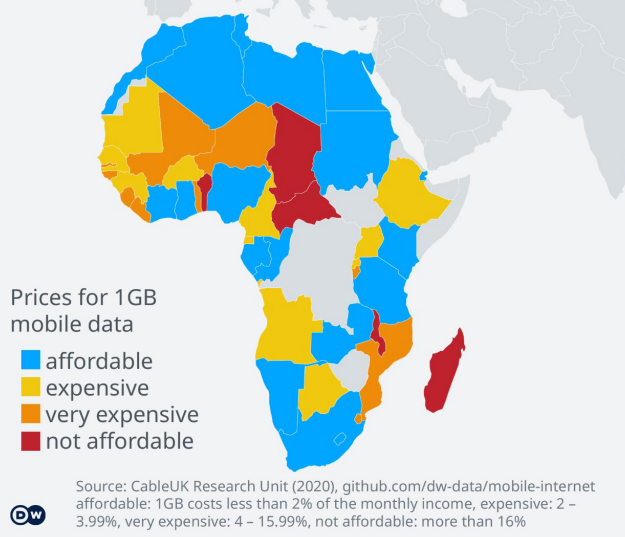 Prices for 1GB
mobile data
affordable
expensive
very expensive
not affordable
Source: CableUK Research Unit (2020), github.com/dw-data/mobile-internet
affordable: 1GB costs less than 2% of the monthly income, expensive: 2 –
3.99%, very expensive: 4 – 15.99%, not affordable: more than 16%
DW